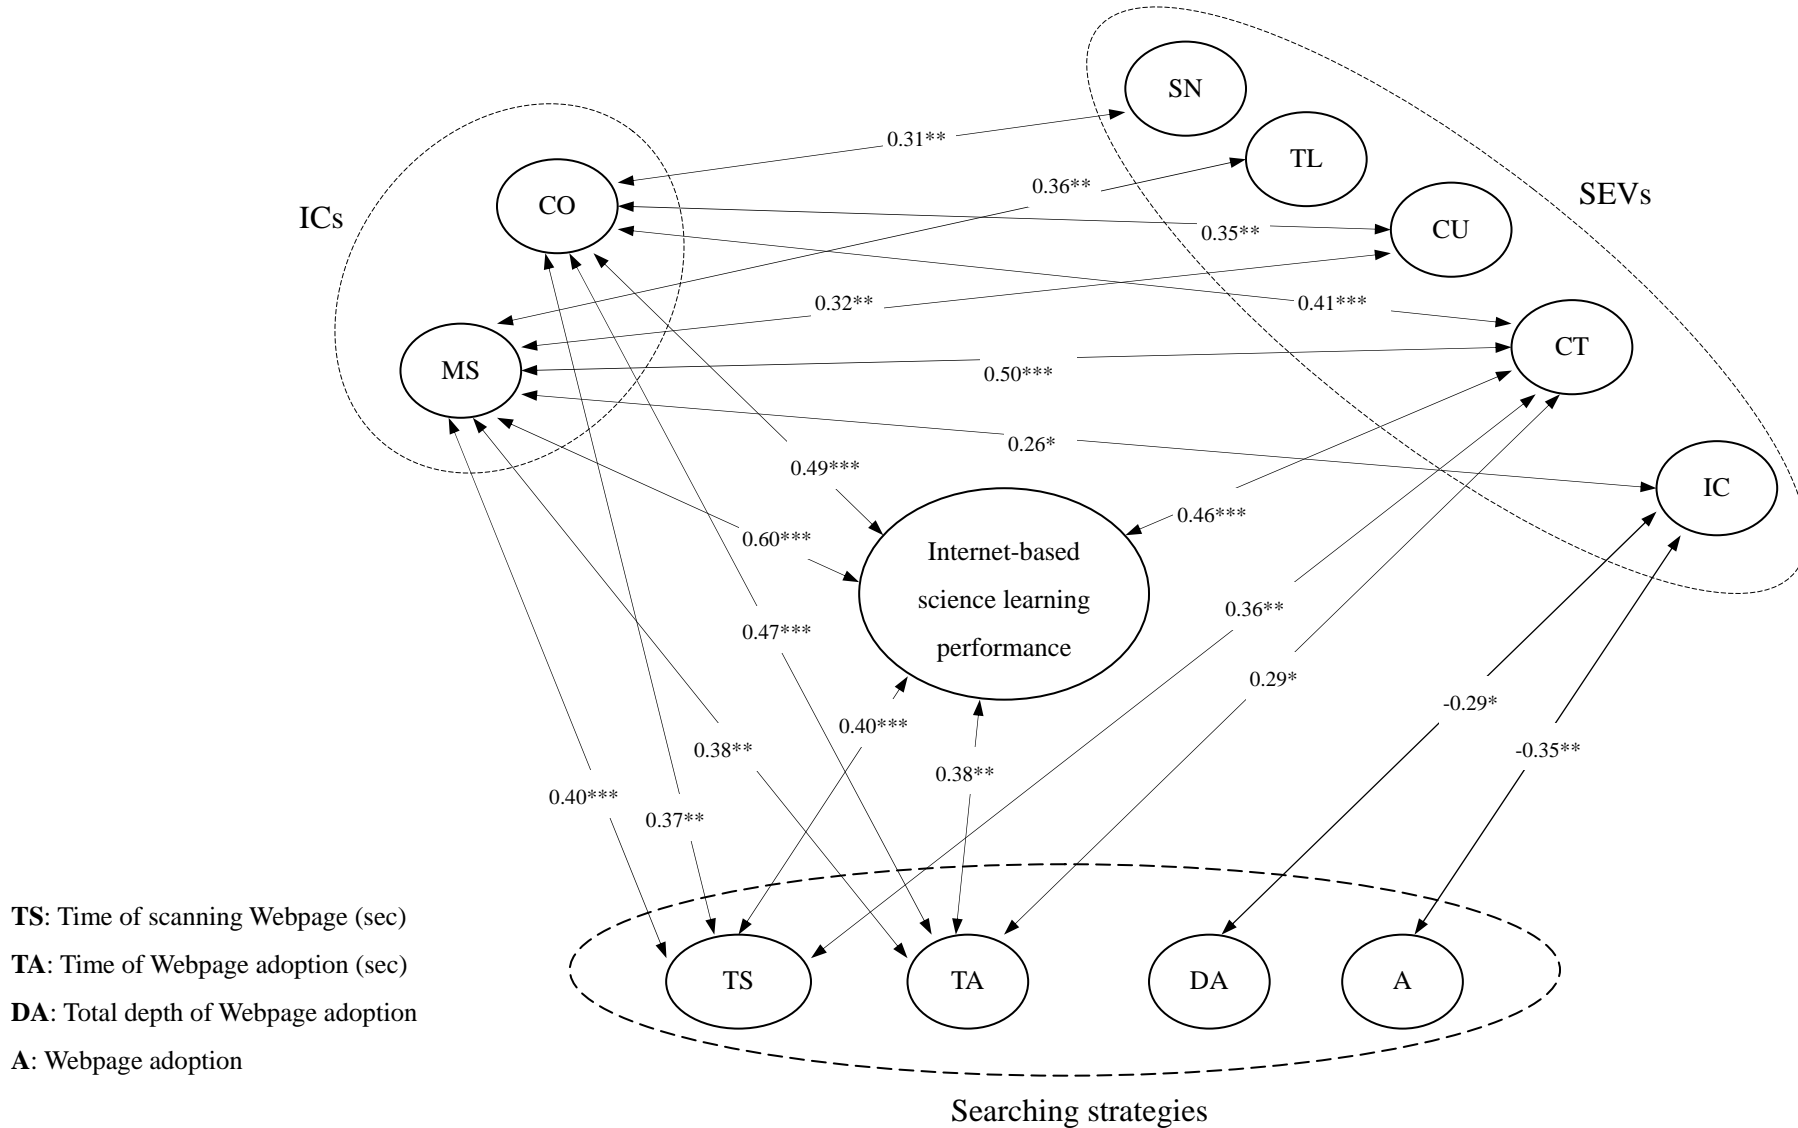 SN
TL
SEVs
CU
CT
IC
ICs
CO
MS
0.31**
0.36**
0.35**
0.32**
0.41***
0.50***
0.26*
0.49***
0.46***
0.60***
Internet-based
science learning
performance
0.36**
0.47***
0.29*
-0.29*
0.40***
0.38**
-0.35**
0.38**
0.40***
0.37**
TS
TA
DA
A
TS: Time of scanning Webpage (sec)
TA: Time of Webpage adoption (sec)
DA: Total depth of Webpage adoption
A: Webpage adoption
Searching strategies